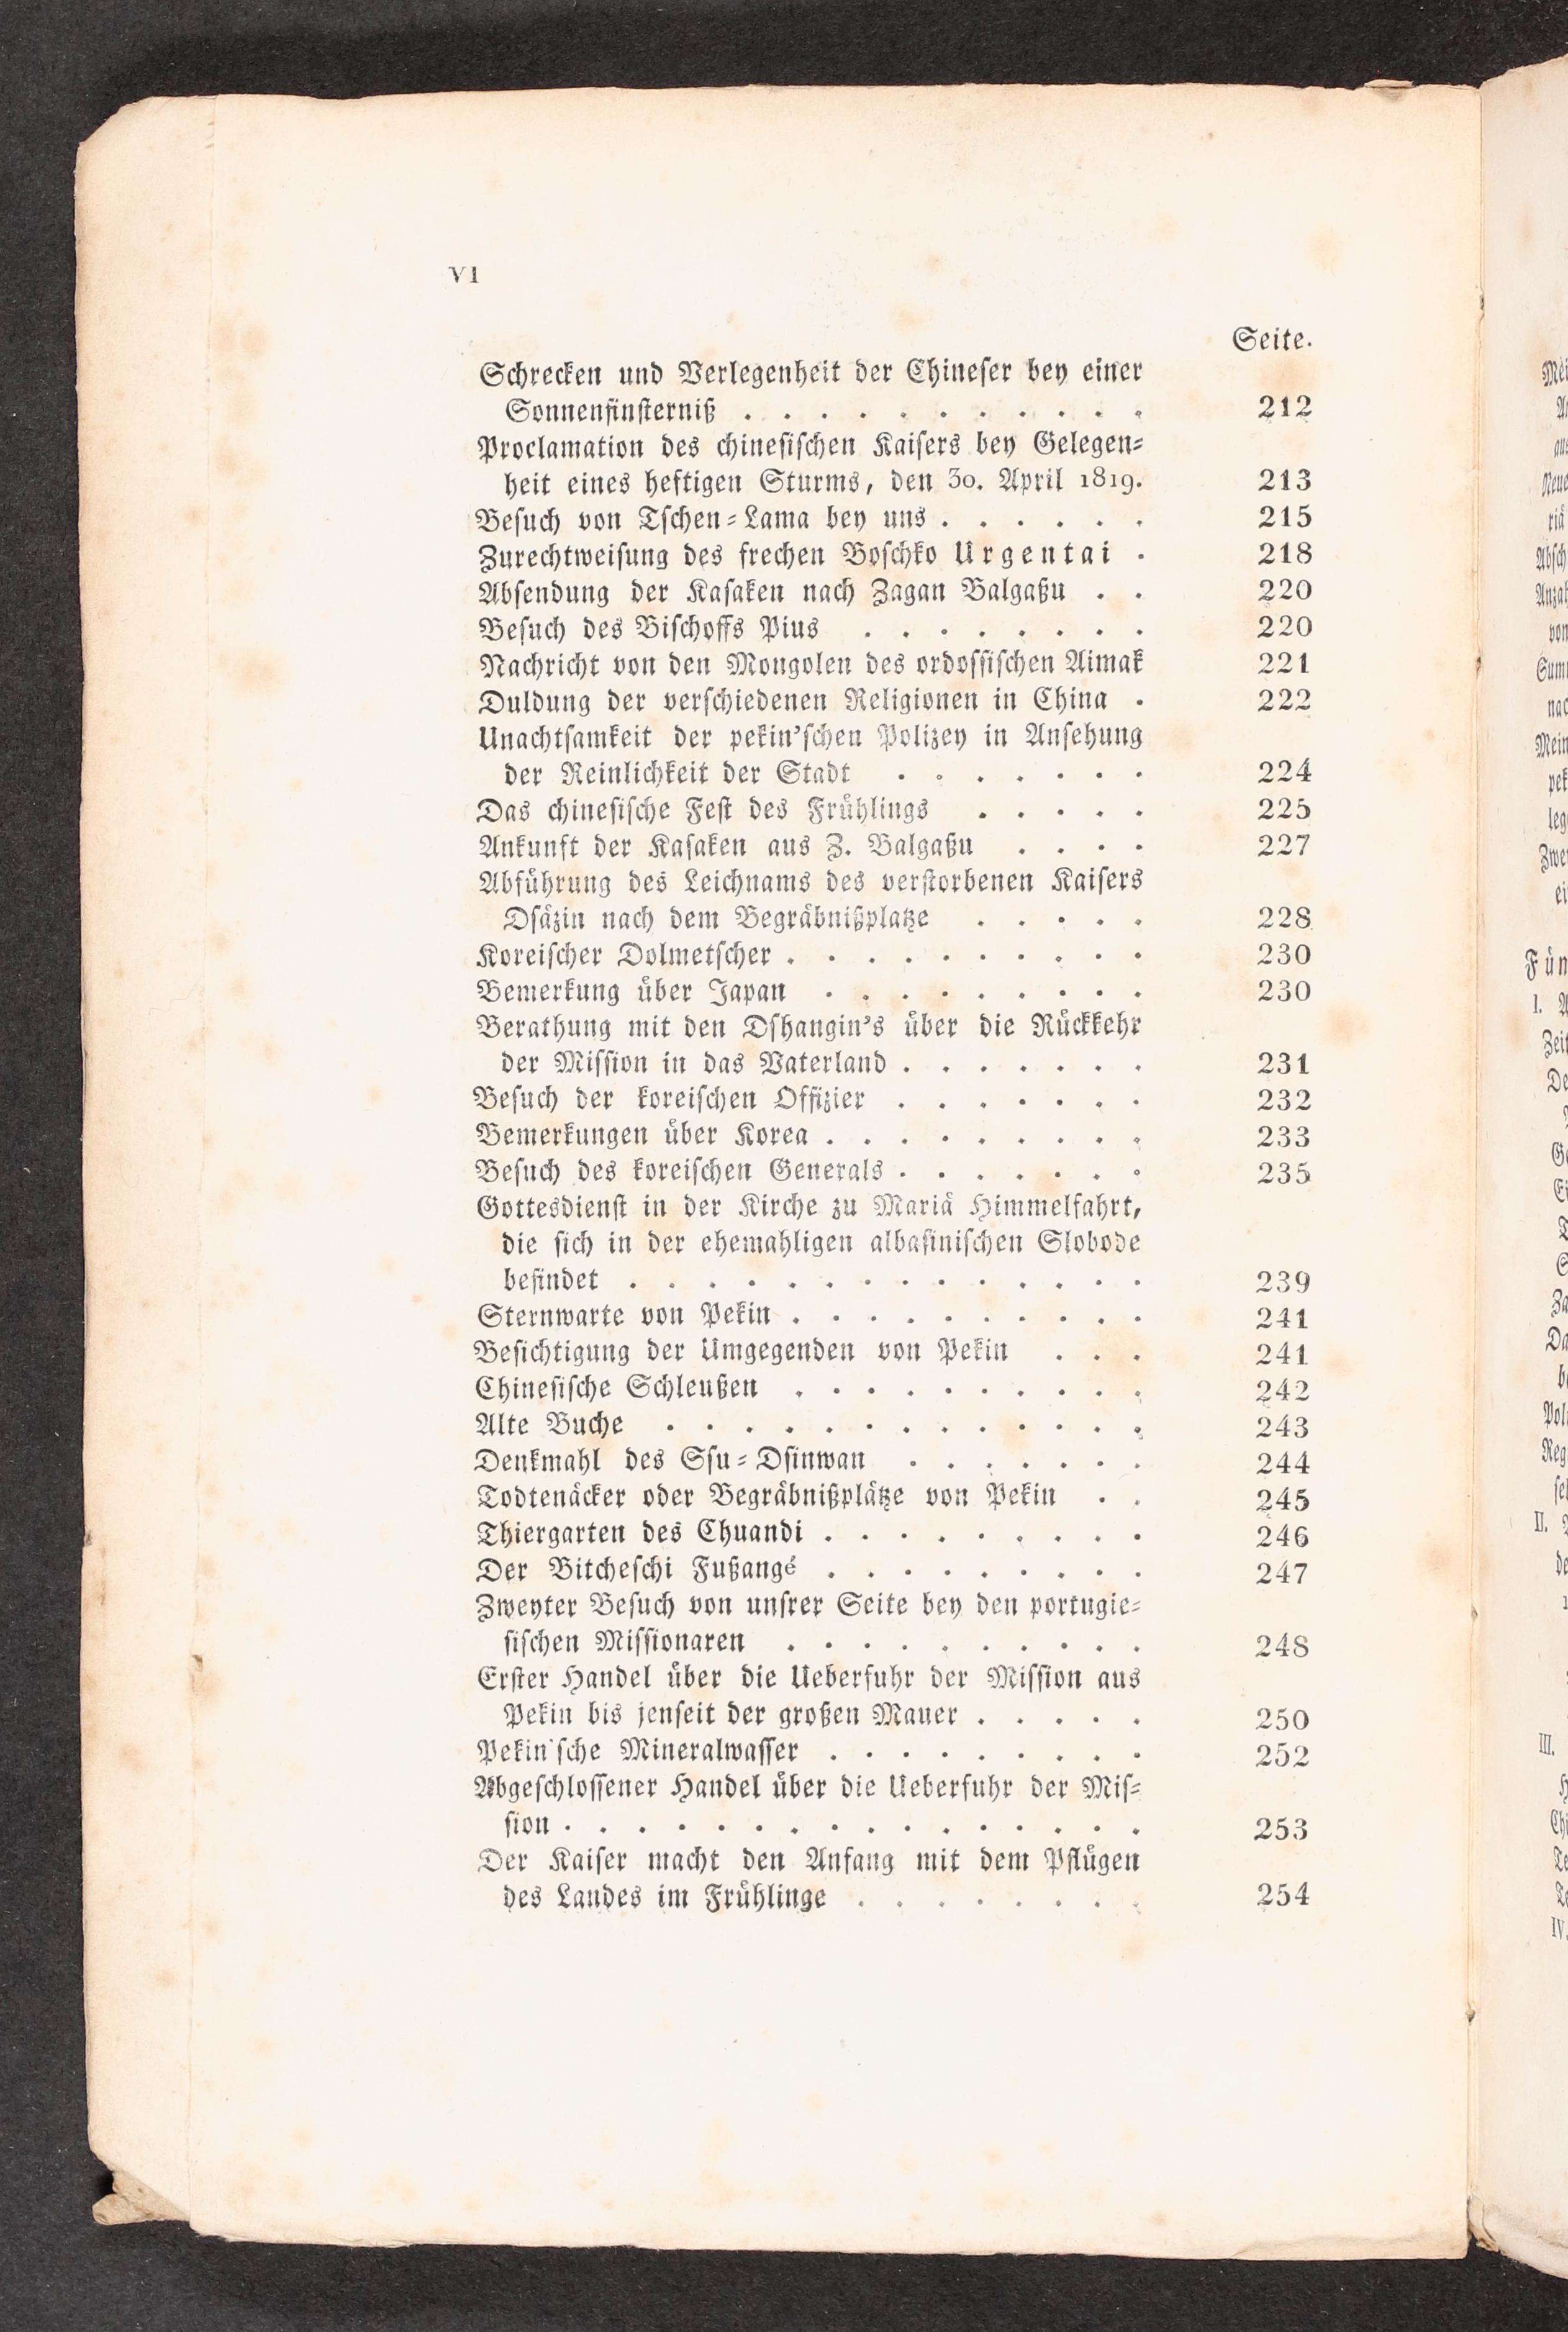 VI
Seite.
Schrecken und Verlegenheit der Chineser bey einer
Sonnenfinsterniß . . . . . . . . . . . 212
Proclamation des chinesischen Kaisers bey Gelegen-
heit eines heftigen Sturms, den 30. April 1819. 213
Besuch von Tschen-Lama bey uns . . . . . . 215
Zurechtweisung des frechen Boschko Urgentai . 218
Absendung der Kasaken nach Zagan Balgaßu . . 220
Besuch des Bischoffs Pius . . . . . . . . 220
Nachricht von den Mongolen des ordossischen Aimak 221
Duldung der verschiedenen Religionen in China . 222
Unachtsamkeit der pekin'schen Polizey in Ansehung
der Reinlichkeit der Stadt . . . . . . . 224
Das chinesische Fest des Frühlings . . . . . 225
Ankunft der Kasaken aus Z. Balgaßu . . . . 227
Abführung des Leichnams des verstorbenen Kaisers
Dsäzin nach dem Begräbnißplatze . . . . . 228
Koreischer Dolmetscher . . . . . . . . . . 230
Bemerkung über Japan . . . . . . . . . 230
Berathung mit den Dshangin's über die Rückkehr
der Mission in das Vaterland . . . . . . . 231
Besuch der koreischen Offizier . . . . . . . 232
Bemerkungen über Korea . . . . . . . . . 233
Besuch des koreischen Generals . . . . . . . 235
Gottesdienst in der Kirche zu Mariä Himmelfahrt,
die sich in der ehemahligen albasinischen Slobode
befindet . . . . . . . . . . . . . . 239
Sternwarte von Pekin . . . . . . . . . . 241
Besichtigung der Umgegenden von Pekin . . . 241
Chinesische Schleußen . . . . . . . . . . 242
Alte Buche . . . . . . . . . . . . . 243
Denkmahl des Ssu-Dsinwan . . . . . . . 244
Todtenäcker oder Begräbnißplätze von Pekin . . 245
Thiergarten des Chuandi . . . . . . . . . 246
Der Bitcheschi Fußangé . . . . . . . . . 247
Zweyter Besuch von unsrer Seite bey den portugie-
sischen Missionaren . . . . . . . . . . 248
Erster Handel über die Ueberfuhr der Mission aus
Pekin bis jenseit der großen Mauer . . . . . 250
Pekin'sche Mineralwasser . . . . . . . . . 252
Abgeschlossener Handel über die Ueberfuhr der Mis-
sion . . . . . . . . . . . . . . . . 253
Der Kaiser macht den Anfang mit dem Pflügen
des Landes im Frühlinge . . . . . . . . 254